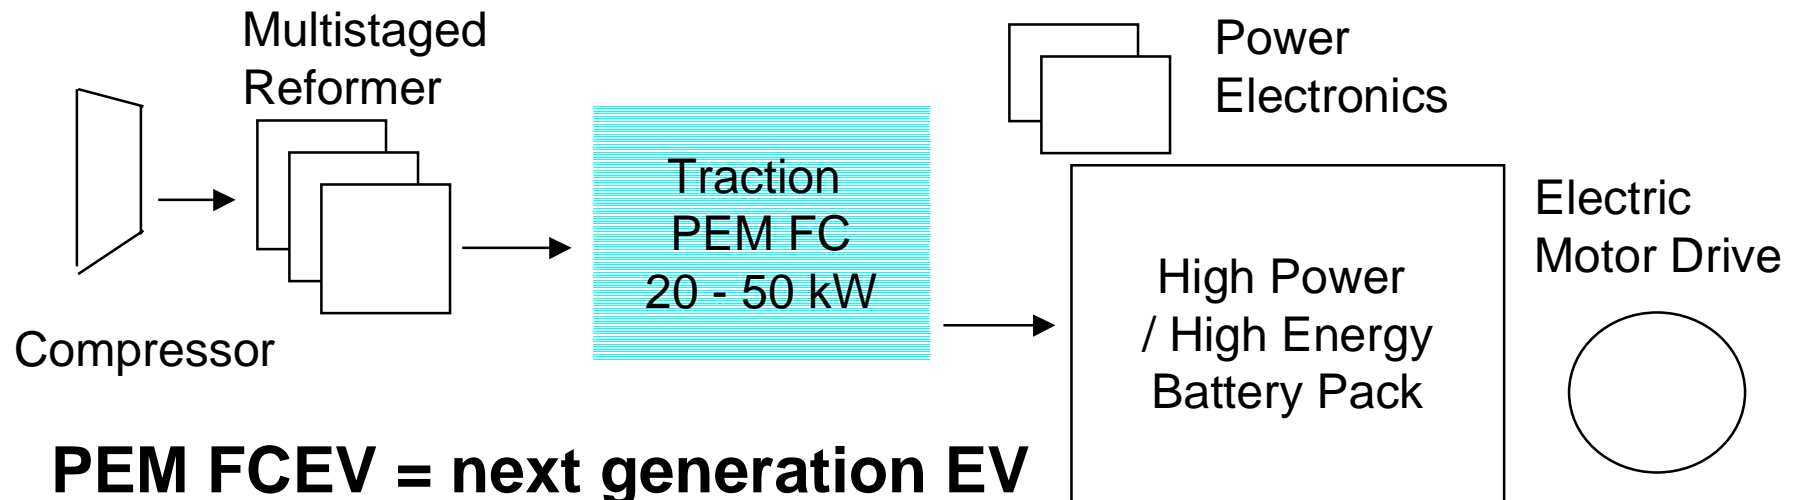 Multistaged
Reformer
Compressor
Traction
PEM FC
20 - 50 kW
Power
Electronics
High Power
/ High Energy
Battery Pack
Electric
Motor Drive
PEM FCEV = next generation EV